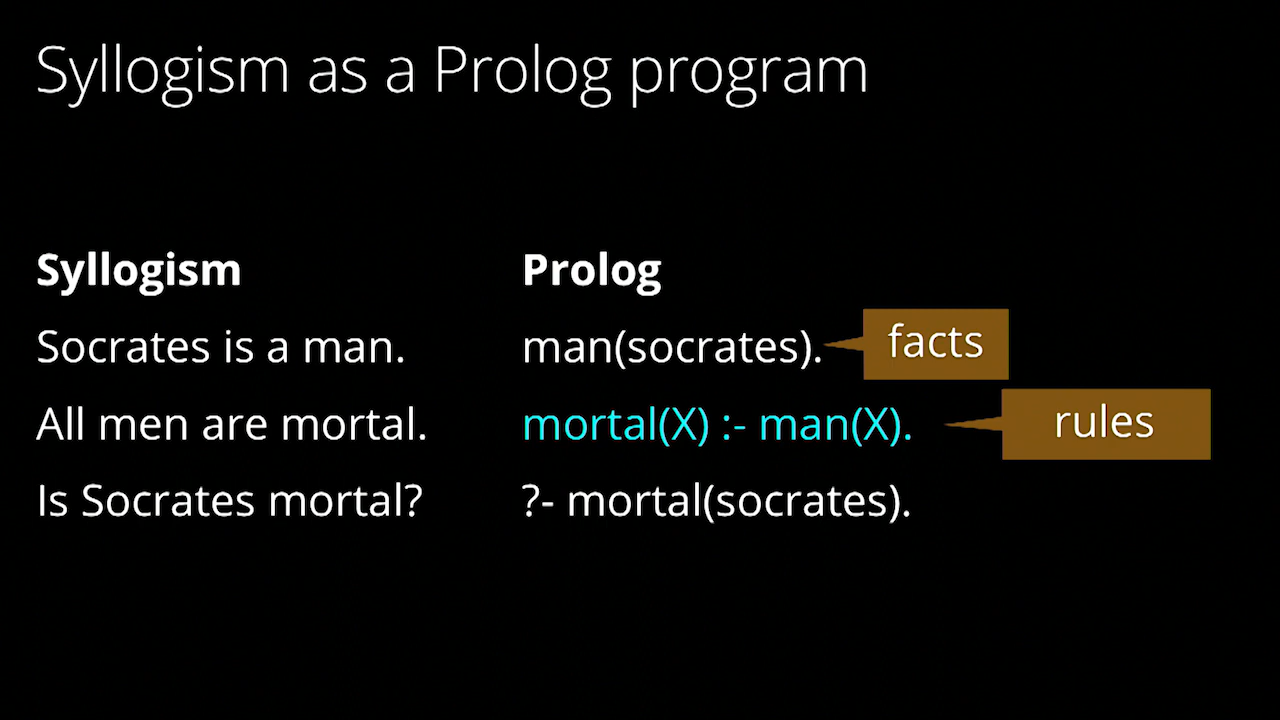 Syllogism as a Prolog program
Syllogism
Prolog
Socrates is a man.
man(socrates).
facts
All men are mortal.
mortal(X) :- man(X).
rules
Is Socrates mortal?
?- mortal(socrates).